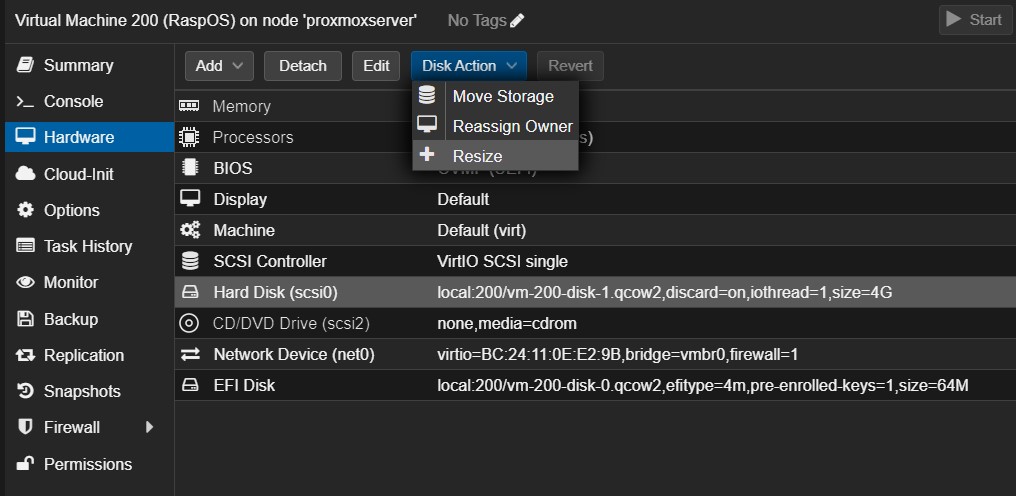 Virtual Machine 200 (RaspOS) on node 'proxmoxserver' No Tags Start
Summary
Console
Hardware
Cloud-Init
Options
Task History
Monitor
Backup
Replication
Snapshots
Firewall
Permissions
Add Detach Edit Disk Action Revert
Move Storage
Reassign Owner
Resize
Memory
Processors s)
BIOS OVMF (UEFI)
Display Default
Machine Default (virt)
SCSI Controller VirtIO SCSI single
Hard Disk (scsi0) local:200/vm-200-disk-1.qcow2,discard=on,iothread=1,size=4G
CD/DVD Drive (scsi2) none,media=cdrom
Network Device (net0) virtio=BC:24:11:0E:E2:9B,bridge=vmbr0,firewall=1
EFI Disk local:200/vm-200-disk-0.qcow2,efitype=4m,pre-enrolled-keys=1,size=64M